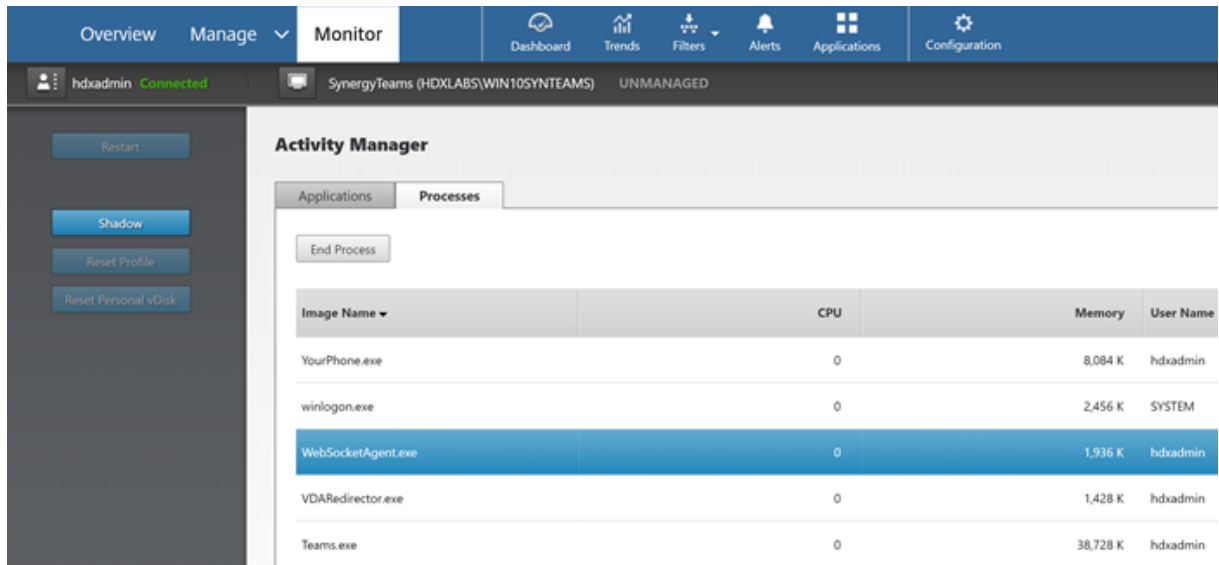 Overview Manage Monitor Dashboard Trends Filters Alerts Applications Configuration
hdxadmin Connected SynergyTeams (HDXLABS\WIN10SYNTEAMS) UNMANAGED
Restart
Shadow
Reset Profile
Reset Personal vDisk
Activity Manager
Applications Processes
End Process
Image Name CPU Memory User Name
YourPhone.exe 0 8,084 K hdxadmin
winlogon.exe 0 2,456 K SYSTEM
WebSocketAgent.exe 0 1,936 K hdxadmin
VDARedirector.exe 0 1,428 K hdxadmin
Teams.exe 0 38,728 K hdxadmin